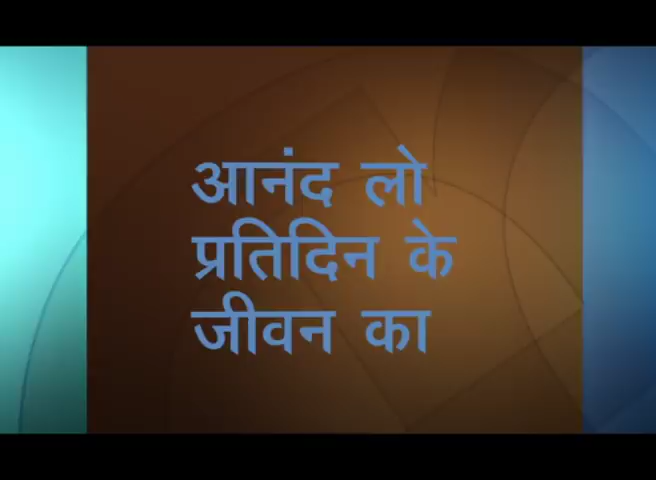 आनंद लो
प्रतिदिन के
जीवन का